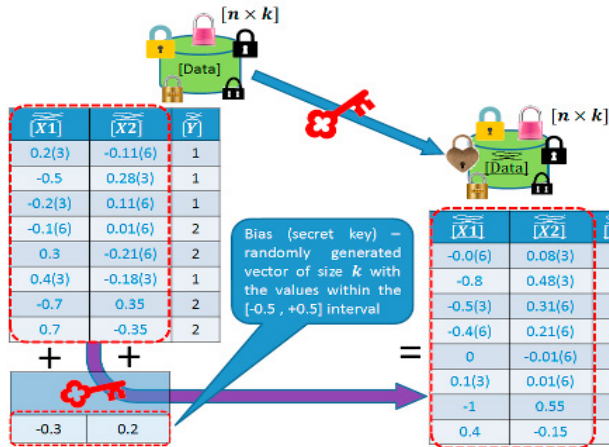 [n × k]
[Data]
[n × k]
[Data]
[X1] [X2] [Y]
0.2(3) -0.11(6) 1
-0.5 0.28(3) 1
-0.2(3) 0.11(6) 1
-0.1(6) 0.01(6) 2
0.3 -0.21(6) 2
0.4(3) -0.18(3) 1
-0.7 0.35 2
0.7 -0.35 2
+ +
-0.3 0.2
Bias (secret key) –
randomly generated
vector of size k with
the values within the
[-0.5 , +0.5] interval
=
[X1] [X2]
-0.0(6) 0.08(3)
-0.8 0.48(3)
-0.5(3) 0.31(6)
-0.4(6) 0.21(6)
0 -0.01(6)
0.1(3) 0.01(6)
-1 0.55
0.4 -0.15